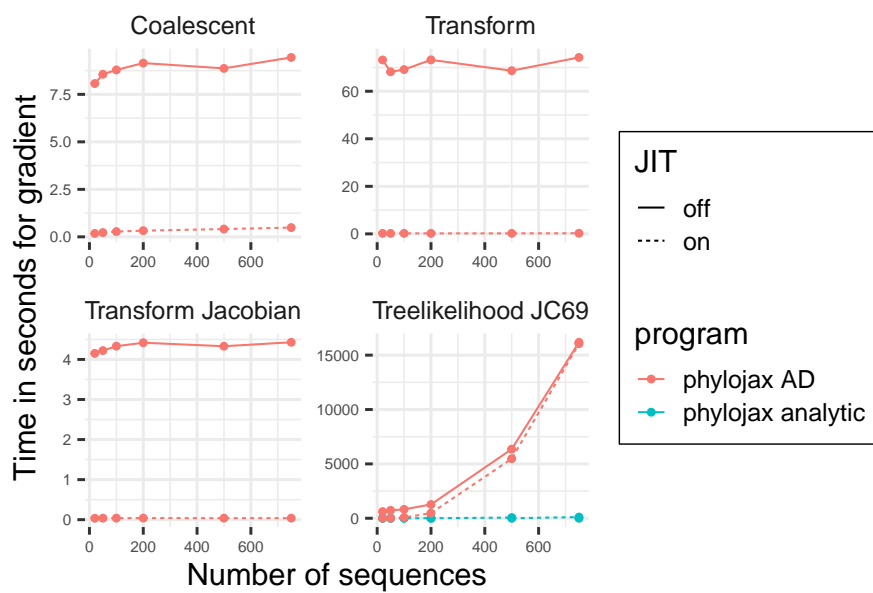 Coalescent
Transform
7.5
5.0
2.5
0.0
0 200 400 600
60
40
20
0
0 200 400 600
Transform Jacobian
Treelikelihood JC69
4
3
2
1
0
0 200 400 600
15000
10000
5000
0
0 200 400 600
Time in seconds for gradient
Number of sequences
JIT
off
on
program
phylojax AD
phylojax analytic